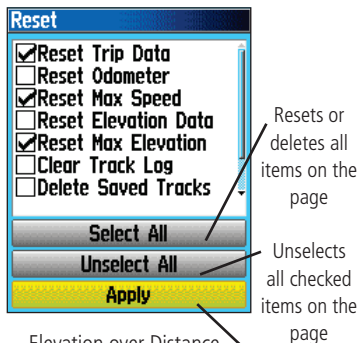 Reset
Reset Trip Data
Reset Odometer
Reset Max Speed
Reset Elevation Data
Reset Max Elevation
Clear Track Log
Delete Saved Tracks
Select All
Unselect All
Apply
Resets or
deletes all
items on the
page
Unselects
all checked
items on the
page
Elevation over Distance